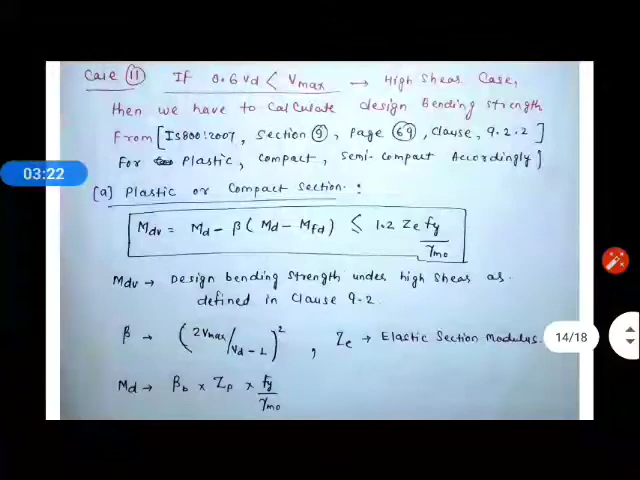 Case (11) If 0.6 Vd < Vmax → High Shear Case,
then we have to calculate design Bending strength
From [IS800:2007, Section (9), Page (69), Clause, 9.2.2]
For Plastic, Compact, Semi-Compact Accordingly]
03:22
(a) Plastic or Compact Section :
Mdv = Md - β (Md - Mfd) ≤ 1.2 Ze fy/γmo
Mdv → Design bending strength under high shear as
defined in Clause 9.2
β → (2Vmax/Vd-1)², Ze → Elastic Section Modulus.
14/18
Md → βb × Zp × fy/γmo